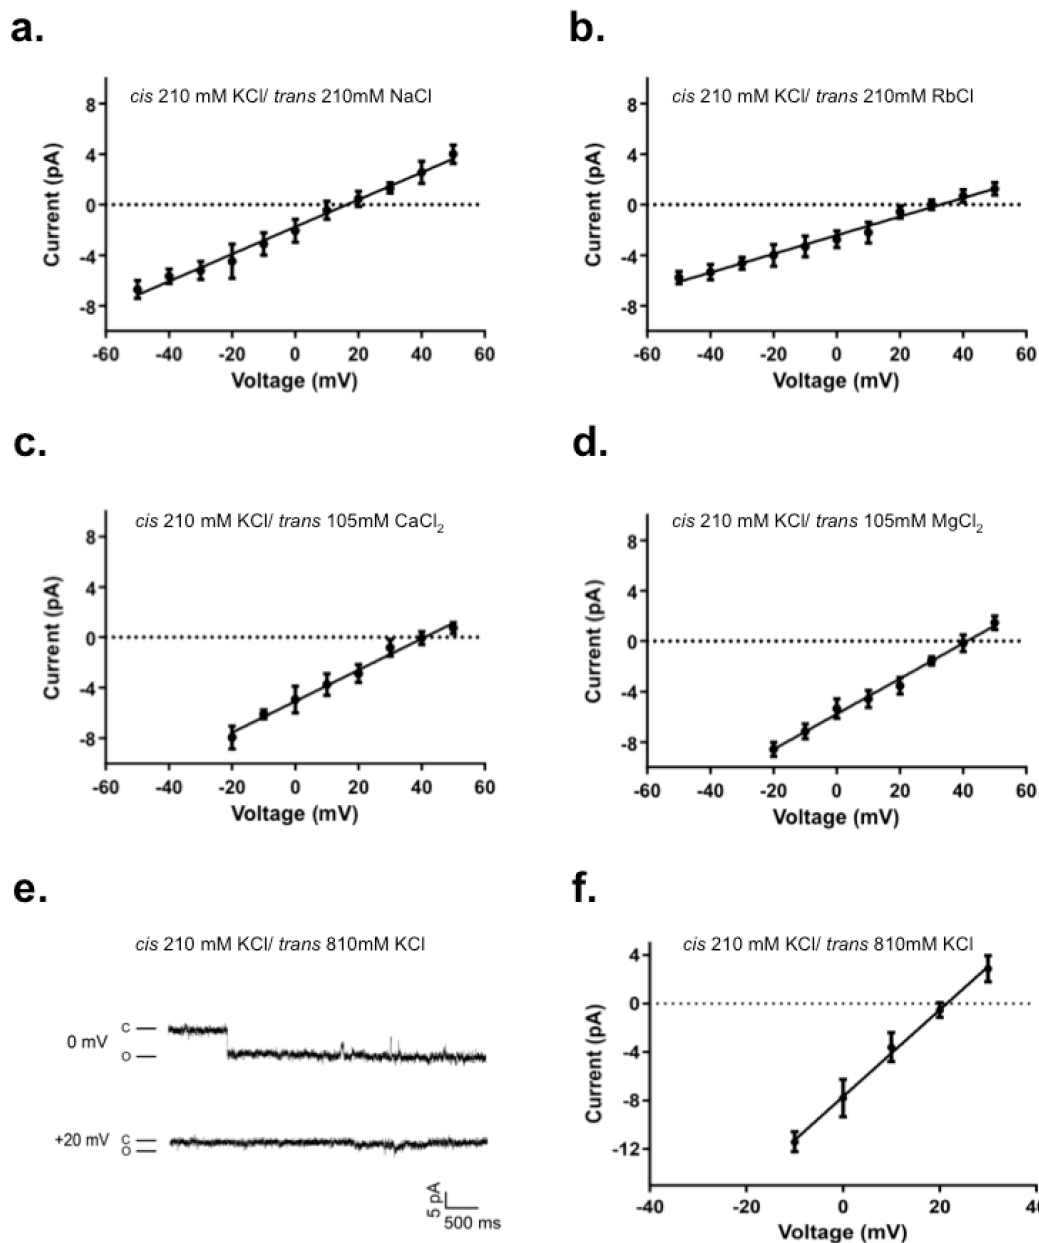 a.
cis 210 mM KCl/ trans 210mM NaCl
8
4
0
-4
-8
Current (pA)
-60 -40 -20 0 20 40 60
Voltage (mV)
b.
cis 210 mM KCl/ trans 210mM RbCl
8
4
0
-4
-8
Current (pA)
-60 -40 -20 0 20 40 60
Voltage (mV)
c.
cis 210 mM KCl/ trans 105mM CaCl2
8
4
0
-4
-8
Current (pA)
-60 -40 -20 0 20 40 60
Voltage (mV)
d.
cis 210 mM KCl/ trans 105mM MgCl2
8
4
0
-4
-8
Current (pA)
-60 -40 -20 0 20 40 60
Voltage (mV)
e.
cis 210 mM KCl/ trans 810mM KCl
0 mV
C
O
+20 mV
C
O
5 pA
500 ms
f.
cis 210 mM KCl/ trans 810mM KCl
4
0
-4
-8
-12
Current (pA)
-40 -20 0 20 40
Voltage (mV)